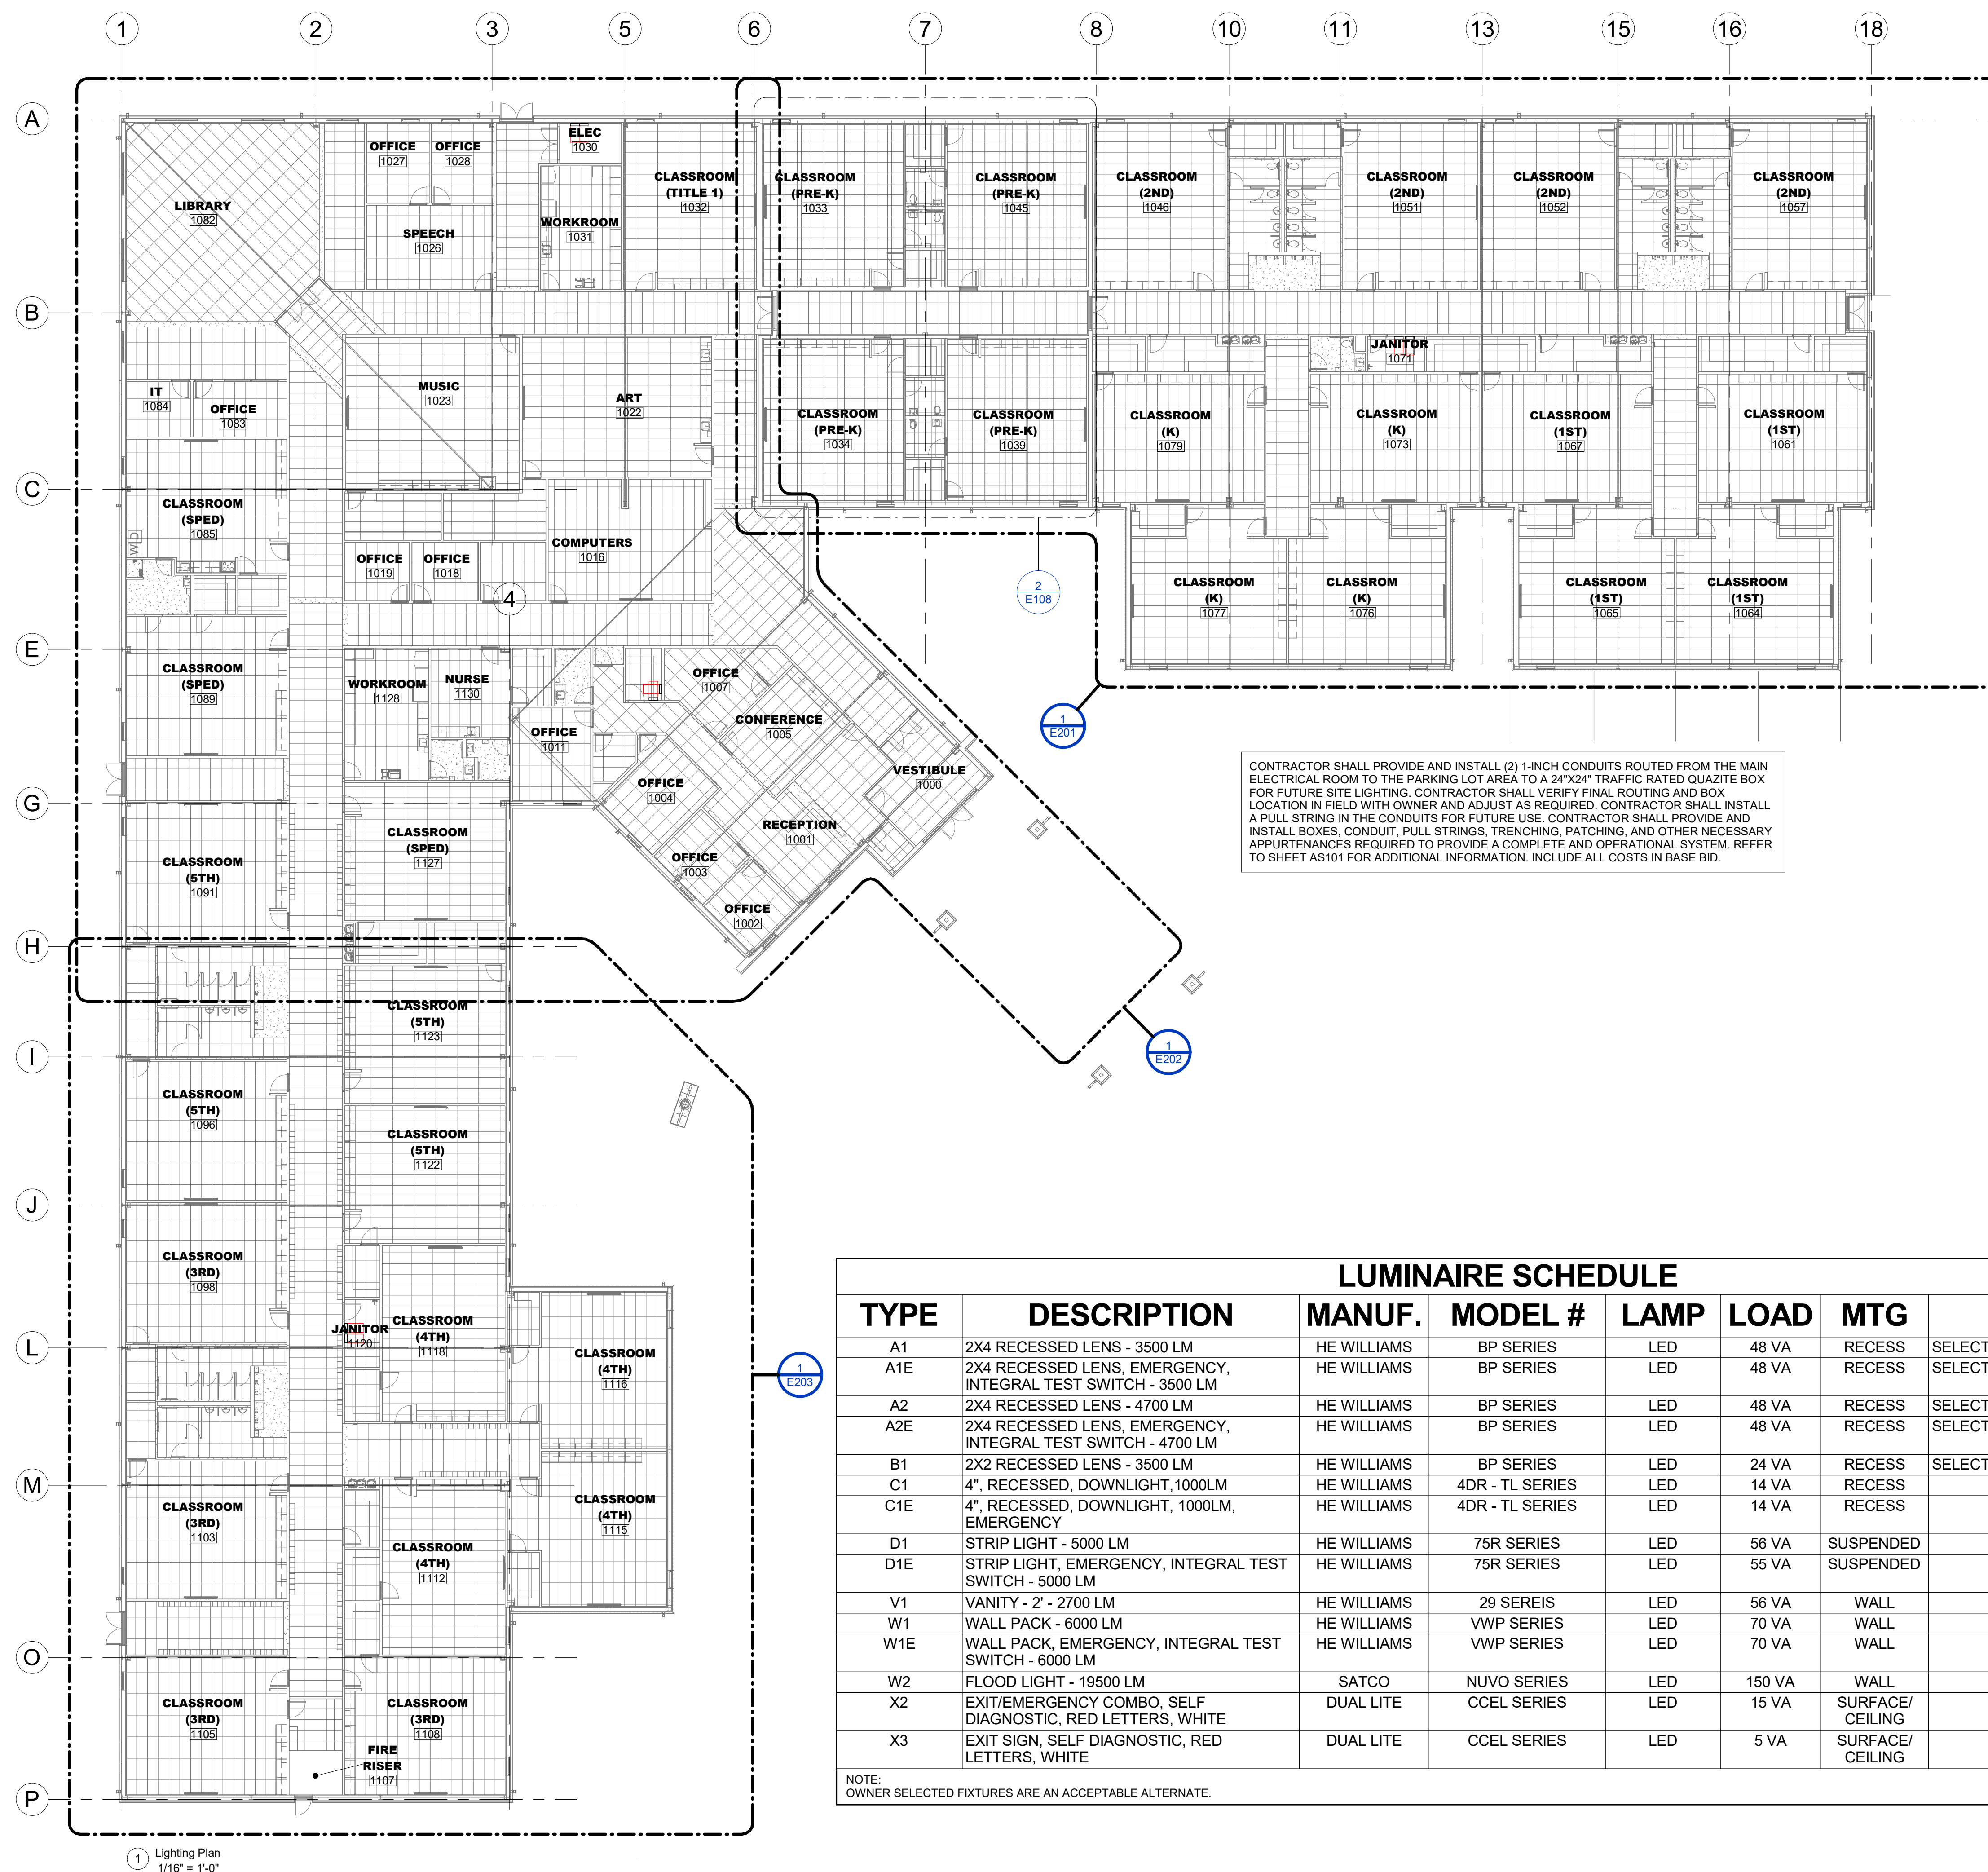 1 2 3 5 6 7 8 10 11 13 15 16 18
A
B
C
E
G
H
I
J
L
M
O
P
4
LIBRARY
1082
OFFICE
1027
OFFICE
1028
ELEC
1030
SPEECH
1026
WORKROOM
1031
CLASSROOM
(TITLE 1)
1032
CLASSROOM
(PRE-K)
1033
CLASSROOM
(PRE-K)
1045
CLASSROOM
(2ND)
1046
CLASSROOM
(2ND)
1051
CLASSROOM
(2ND)
1052
CLASSROOM
(2ND)
1057
IT
1084
OFFICE
1083
MUSIC
1023
ART
1022
CLASSROOM
(PRE-K)
1034
CLASSROOM
(PRE-K)
1039
JANITOR
1071
CLASSROOM
(K)
1079
CLASSROOM
(K)
1073
CLASSROOM
(1ST)
1067
CLASSROOM
(1ST)
1061
CLASSROOM
(SPED)
1085
W D
OFFICE
1019
OFFICE
1018
COMPUTERS
1016
CLASSROOM
(K)
1077
CLASSROM
(K)
1076
CLASSROOM
(1ST)
1065
CLASSROOM
(1ST)
1064
2
E108
1
E201
CLASSROOM
(SPED)
1089
WORKROOM
1128
NURSE
1130
OFFICE
1011
OFFICE
1007
CONFERENCE
1005
OFFICE
1004
VESTIBULE
1000
RECEPTION
1001
OFFICE
1003
OFFICE
1002
CONTRACTOR SHALL PROVIDE AND INSTALL (2) 1-INCH CONDUITS ROUTED FROM THE MAIN
ELECTRICAL ROOM TO THE PARKING LOT AREA TO A 24"X24" TRAFFIC RATED QUAZITE BOX
FOR FUTURE SITE LIGHTING. CONTRACTOR SHALL VERIFY FINAL ROUTING AND BOX
LOCATION IN FIELD WITH OWNER AND ADJUST AS REQUIRED. CONTRACTOR SHALL INSTALL
A PULL STRING IN THE CONDUITS FOR FUTURE USE. CONTRACTOR SHALL PROVIDE AND
INSTALL BOXES, CONDUIT, PULL STRINGS, TRENCHING, PATCHING, AND OTHER NECESSARY
APPURTENANCES REQUIRED TO PROVIDE A COMPLETE AND OPERATIONAL SYSTEM. REFER
TO SHEET AS101 FOR ADDITIONAL INFORMATION. INCLUDE ALL COSTS IN BASE BID.
CLASSROOM
(5TH)
1091
CLASSROOM
(SPED)
1127
CLASSROOM
(5TH)
1123
1
E202
CLASSROOM
(5TH)
1096
CLASSROOM
(5TH)
1122
CLASSROOM
(3RD)
1098
JANITOR
1120
CLASSROOM
(4TH)
1118
CLASSROOM
(4TH)
1116
1
E203
CLASSROOM
(3RD)
1103
CLASSROOM
(4TH)
1112
CLASSROOM
(4TH)
1115
CLASSROOM
(3RD)
1105
CLASSROOM
(3RD)
1108
FIRE
RISER
1107
LUMINAIRE SCHEDULE
TYPE DESCRIPTION MANUF. MODEL # LAMP LOAD MTG
A1 2X4 RECESSED LENS - 3500 LM HE WILLIAMS BP SERIES LED 48 VA RECESS SELECT
A1E 2X4 RECESSED LENS, EMERGENCY, HE WILLIAMS BP SERIES LED 48 VA RECESS SELECT
INTEGRAL TEST SWITCH - 3500 LM
A2 2X4 RECESSED LENS - 4700 LM HE WILLIAMS BP SERIES LED 48 VA RECESS SELECT
A2E 2X4 RECESSED LENS, EMERGENCY, HE WILLIAMS BP SERIES LED 48 VA RECESS SELECT
INTEGRAL TEST SWITCH - 4700 LM
B1 2X2 RECESSED LENS - 3500 LM HE WILLIAMS BP SERIES LED 24 VA RECESS SELECT
C1 4", RECESSED, DOWNLIGHT,1000LM HE WILLIAMS 4DR - TL SERIES LED 14 VA RECESS
C1E 4", RECESSED, DOWNLIGHT, 1000LM, HE WILLIAMS 4DR - TL SERIES LED 14 VA RECESS
EMERGENCY
D1 STRIP LIGHT - 5000 LM HE WILLIAMS 75R SERIES LED 56 VA SUSPENDED
D1E STRIP LIGHT, EMERGENCY, INTEGRAL TEST HE WILLIAMS 75R SERIES LED 55 VA SUSPENDED
SWITCH - 5000 LM
V1 VANITY - 2' - 2700 LM HE WILLIAMS 29 SEREIS LED 56 VA WALL
W1 WALL PACK - 6000 LM HE WILLIAMS VWP SERIES LED 70 VA WALL
W1E WALL PACK, EMERGENCY, INTEGRAL TEST HE WILLIAMS VWP SERIES LED 70 VA WALL
SWITCH - 6000 LM
W2 FLOOD LIGHT - 19500 LM SATCO NUVO SERIES LED 150 VA WALL
X2 EXIT/EMERGENCY COMBO, SELF DUAL LITE CCEL SERIES LED 15 VA SURFACE/
DIAGNOSTIC, RED LETTERS, WHITE CEILING
X3 EXIT SIGN, SELF DIAGNOSTIC, RED DUAL LITE CCEL SERIES LED 5 VA SURFACE/
LETTERS, WHITE CEILING
NOTE:
OWNER SELECTED FIXTURES ARE AN ACCEPTABLE ALTERNATE.
1 Lighting Plan
1/16" = 1'-0"